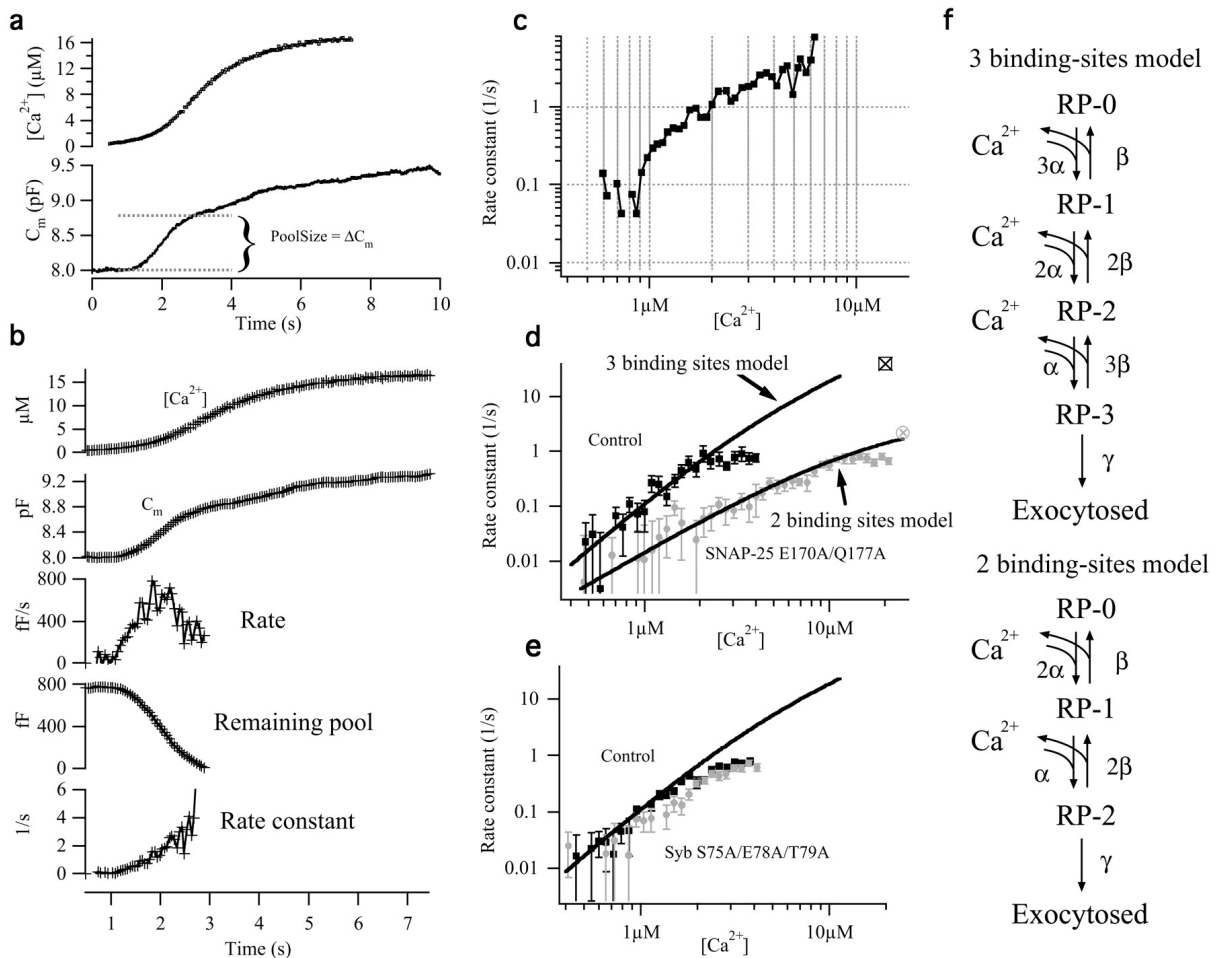 a
[Ca2+] (µM)
16
12
8
4
0
Cm (pF)
9.5
9.0
8.5
8.0
PoolSize = ΔCm
0
2
4
6
8
10
Time (s)
b
µM
15
10
5
0
[Ca2+]
pF
9.2
8.8
8.4
8.0
Cm
fF/s
800
400
0
Rate
fF
800
400
0
Remaining pool
1/s
6
4
2
0
Rate constant
1
2
3
4
5
6
7
Time (s)
c
Rate constant (1/s)
1
0.1
0.01
1µM
10µM
[Ca2+]
d
Rate constant (1/s)
10
1
0.1
0.01
3 binding sites model
Control
2 binding sites model
SNAP-25 E170A/Q177A
1µM
10µM
[Ca2+]
e
Rate constant (1/s)
10
1
0.1
0.01
Control
Syb S75A/E78A/T79A
1µM
10µM
[Ca2+]
f
3 binding-sites model
RP-0
Ca2+
3α
β
RP-1
Ca2+
2α
2β
RP-2
Ca2+
α
3β
RP-3
γ
Exocytosed
2 binding-sites model
RP-0
Ca2+
2α
β
RP-1
Ca2+
α
2β
RP-2
γ
Exocytosed